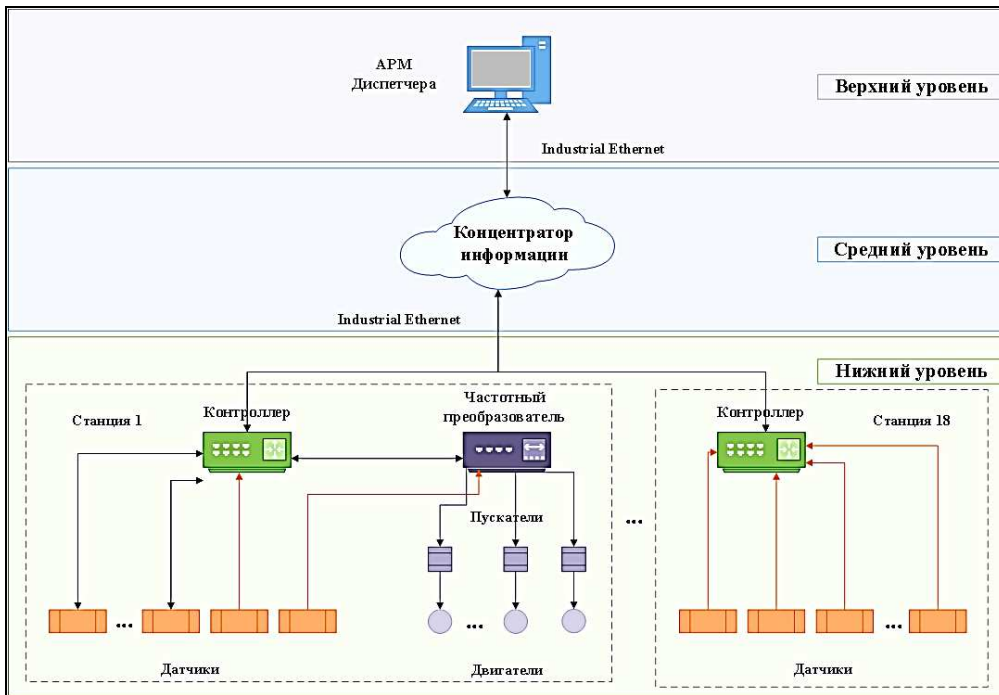 АРМ
Диспетчера
Верхний уровень
Industrial Ethernet
Концентратор
информации
Средний уровень
Industrial Ethernet
Нижний уровень
Станция 1
Контроллер
Частотный
преобразователь
Контроллер
Станция 18
Пускатели
...
...
...
...
Датчики
Двигатели
Датчики